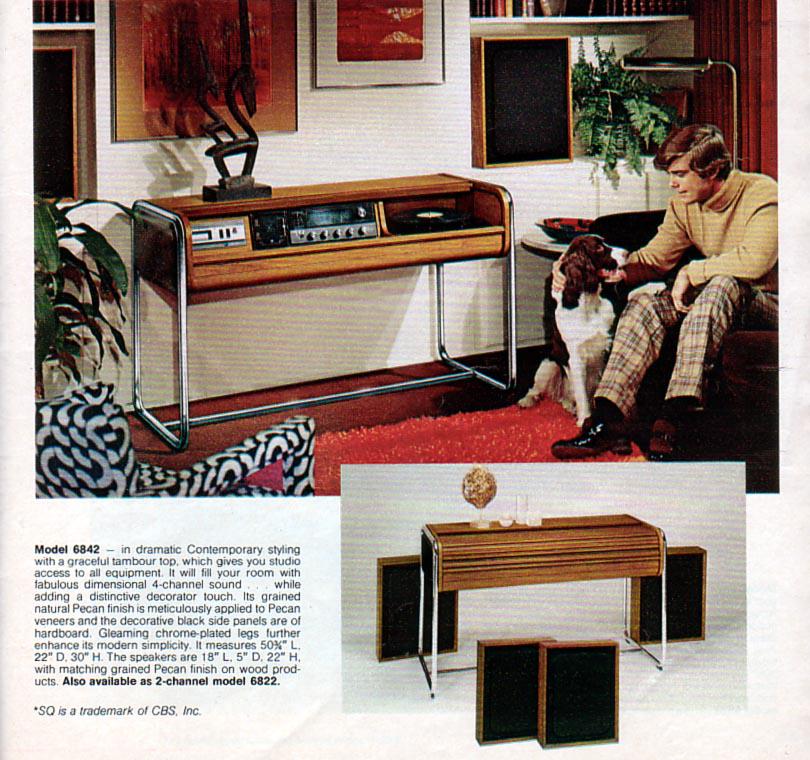 Model 6842 — in dramatic Contemporary styling
with a graceful tambour top, which gives you studio
access to all equipment. It will fill your room with
fabulous dimensional 4-channel sound . . . while
adding a distinctive decorator touch. Its grained
natural Pecan finish is meticulously applied to Pecan
veneers and the decorative black side panels are of
hardboard. Gleaming chrome-plated legs further
enhance its modern simplicity. It measures 50¾" L,
22" D, 30" H. The speakers are 18" L, 5" D, 22" H,
with matching grained Pecan finish on wood prod-
ucts. Also available as 2-channel model 6822.
*SQ is a trademark of CBS, Inc.